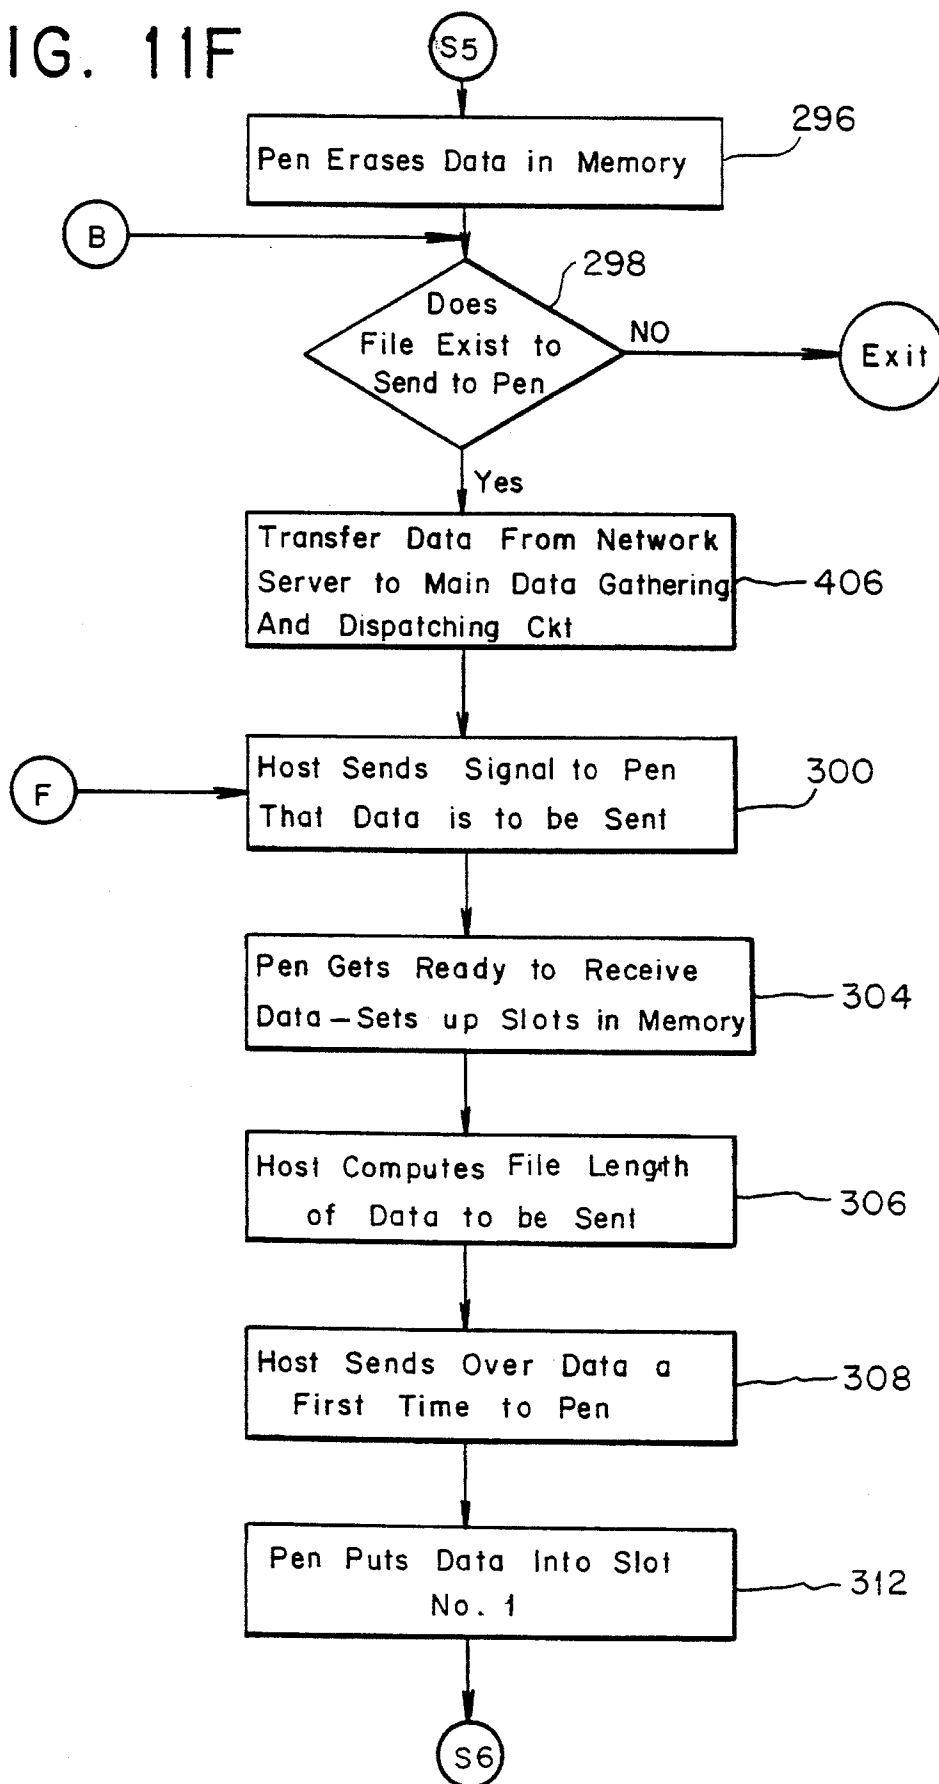 IG. 11F
S5
Pen Erases Data in Memory
296
B
298
Does
File Exist to
Send to Pen
NO
Exit
Yes
Transfer Data From Network
Server to Main Data Gathering
And Dispatching Ckt
406
F
Host Sends Signal to Pen
That Data is to be Sent
300
Pen Gets Ready to Receive
Data-Sets up Slots in Memory
304
Host Computes File Length
of Data to be Sent
306
Host Sends Over Data a
First Time to Pen
308
Pen Puts Data Into Slot
No. 1
312
S6